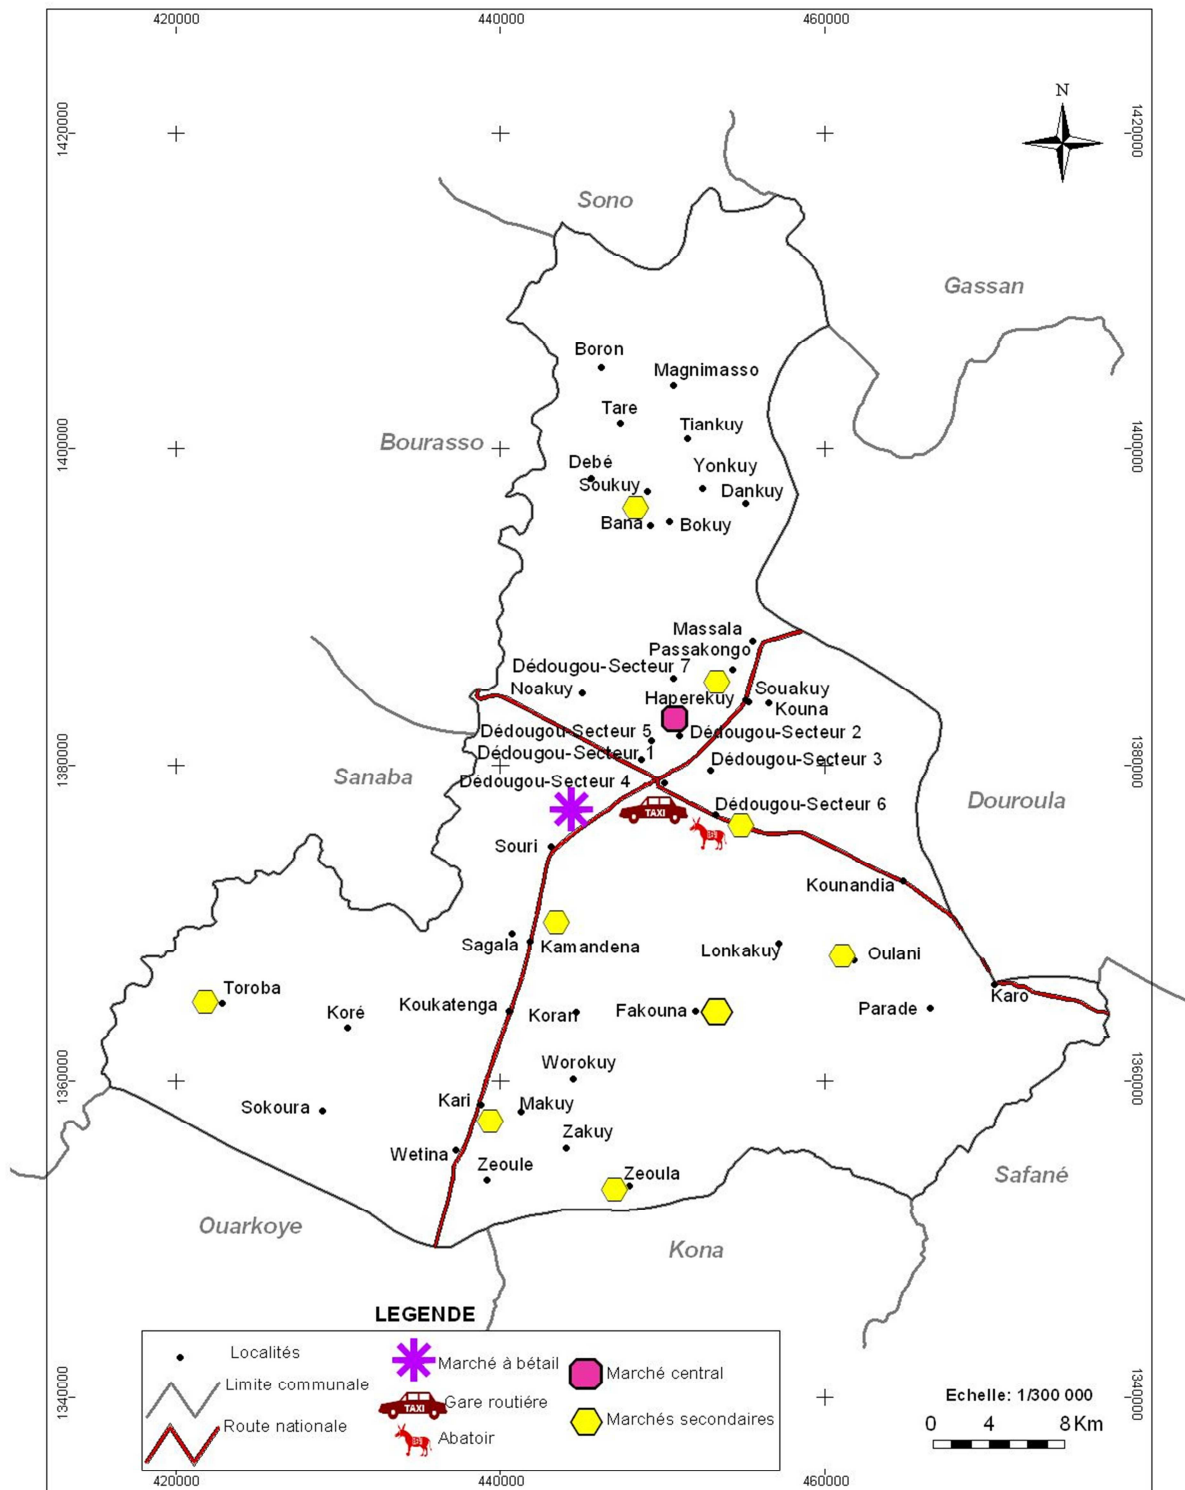 420000 440000 460000
1420000 1420000
N
Sono
Gassan
Boron
Magnimasso
Tare
Tiankuy
Bourasso
1400000 1400000
Debé
Yonkuy
Soukuy
Dankuy
Bana
Bokuy
Massala
Passakongo
Dédougou-Secteur 7
Noakuy
Souakuy
Haperekuy
Kouna
Dédougou-Secteur 5
Dédougou-Secteur 2
Dédougou-Secteur 1
Dédougou-Secteur 3
1380000 1380000
Sanaba
Dédougou-Secteur 4
Dédougou-Secteur 6
Douroula
TAXI
Souri
Kounandia
Sagala
Kamandena
Lonkakuy
Oulani
Toroba
Koukatenga
Koré
Koran
Fakouna
Parade
Karo
Worokuy
1360000 1360000
Kari
Makuy
Sokoura
Zakuy
Wetina
Zeoule
Zeoula
Safané
Ouarkoye
Kona
LEGENDE
Localités
Marché à bétail
Marché central
Limite communale
TAXI
Gare routiére
Marchés secondaires
Route nationale
Abatoir
1340000 1340000
Echelle: 1/300 000
0 4 8 Km
420000 440000 460000